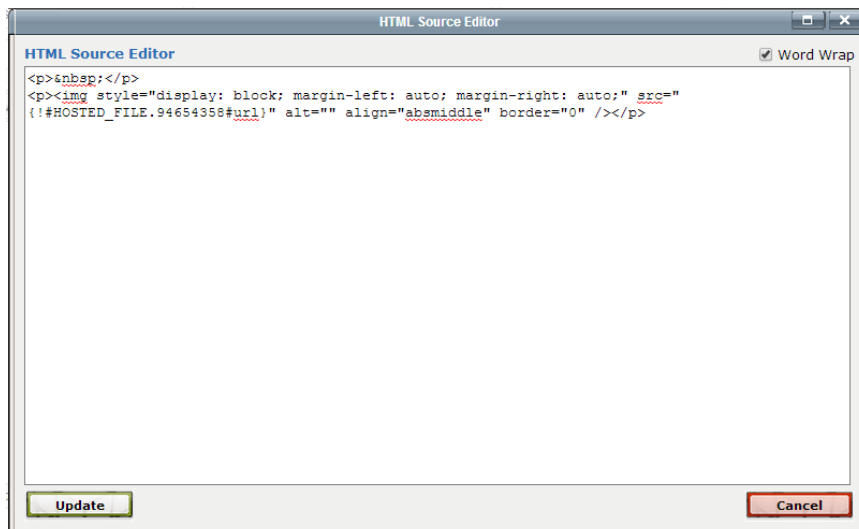 HTML Source Editor
HTML Source Editor
Word Wrap
<p>&nbsp;</p>
<p><img style="display: block; margin-left: auto; margin-right: auto;" src="
{!#HOSTED_FILE.94654358#url}" alt="" align="absmiddle" border="0" /></p>
Update
Cancel